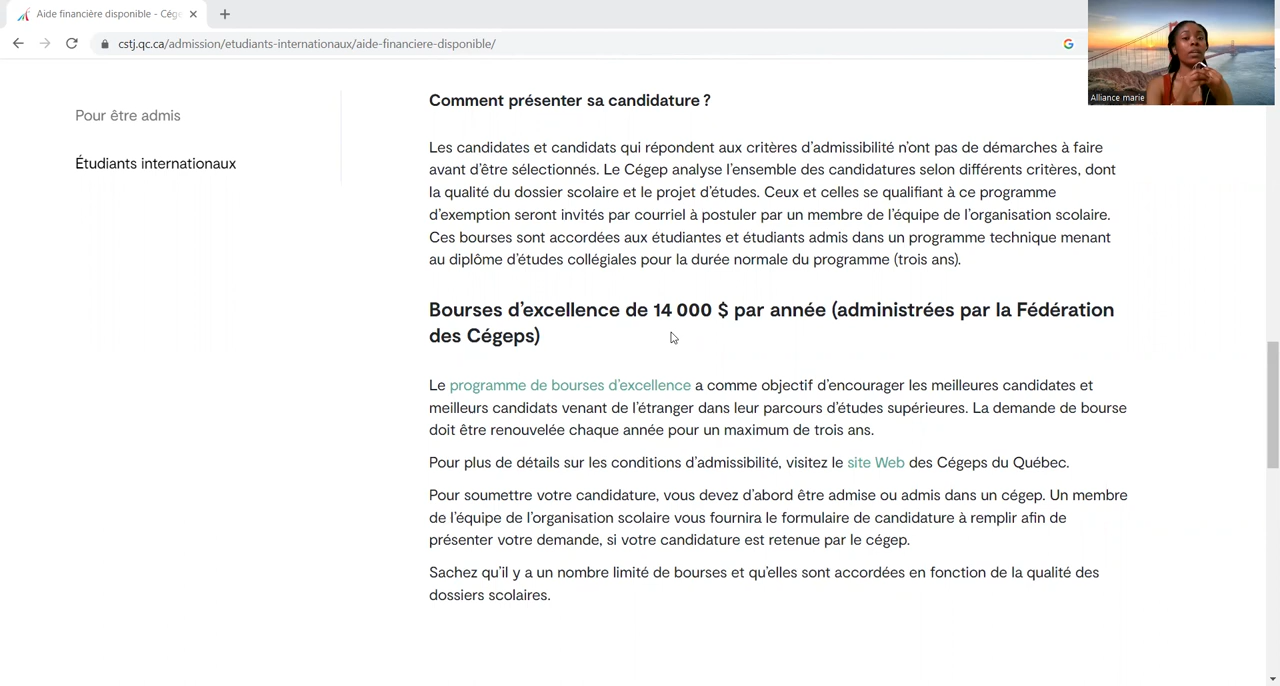 Aide financière disponible - Cég
cstj.qc.ca/admission/etudiants-internationaux/aide-financiere-disponible/
Alliance marie
Pour être admis
Étudiants internationaux
Comment présenter sa candidature ?
Les candidates et candidats qui répondent aux critères d'admissibilité n'ont pas de démarches à faire
avant d'être sélectionnés. Le Cégep analyse l'ensemble des candidatures selon différents critères, dont
la qualité du dossier scolaire et le projet d'études. Ceux et celles se qualifiant à ce programme
d'exemption seront invités par courriel à postuler par un membre de l'équipe de l'organisation scolaire.
Ces bourses sont accordées aux étudiantes et étudiants admis dans un programme technique menant
au diplôme d'études collégiales pour la durée normale du programme (trois ans).
Bourses d'excellence de 14 000 $ par année (administrées par la Fédération
des Cégeps)
Le programme de bourses d'excellence a comme objectif d'encourager les meilleures candidates et
meilleurs candidats venant de l'étranger dans leur parcours d'études supérieures. La demande de bourse
doit être renouvelée chaque année pour un maximum de trois ans.
Pour plus de détails sur les conditions d'admissibilité, visitez le site Web des Cégeps du Québec.
Pour soumettre votre candidature, vous devez d'abord être admise ou admis dans un cégep. Un membre
de l'équipe de l'organisation scolaire vous fournira le formulaire de candidature à remplir afin de
présenter votre demande, si votre candidature est retenue par le cégep.
Sachez qu'il y a un nombre limité de bourses et qu'elles sont accordées en fonction de la qualité des
dossiers scolaires.